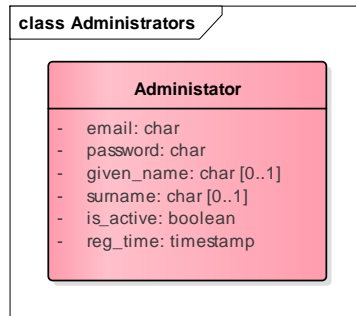 class Administrators
Administator
- email: char
- password: char
- given_name: char [0..1]
- surname: char [0..1]
- is_active: boolean
- reg_time: timestamp